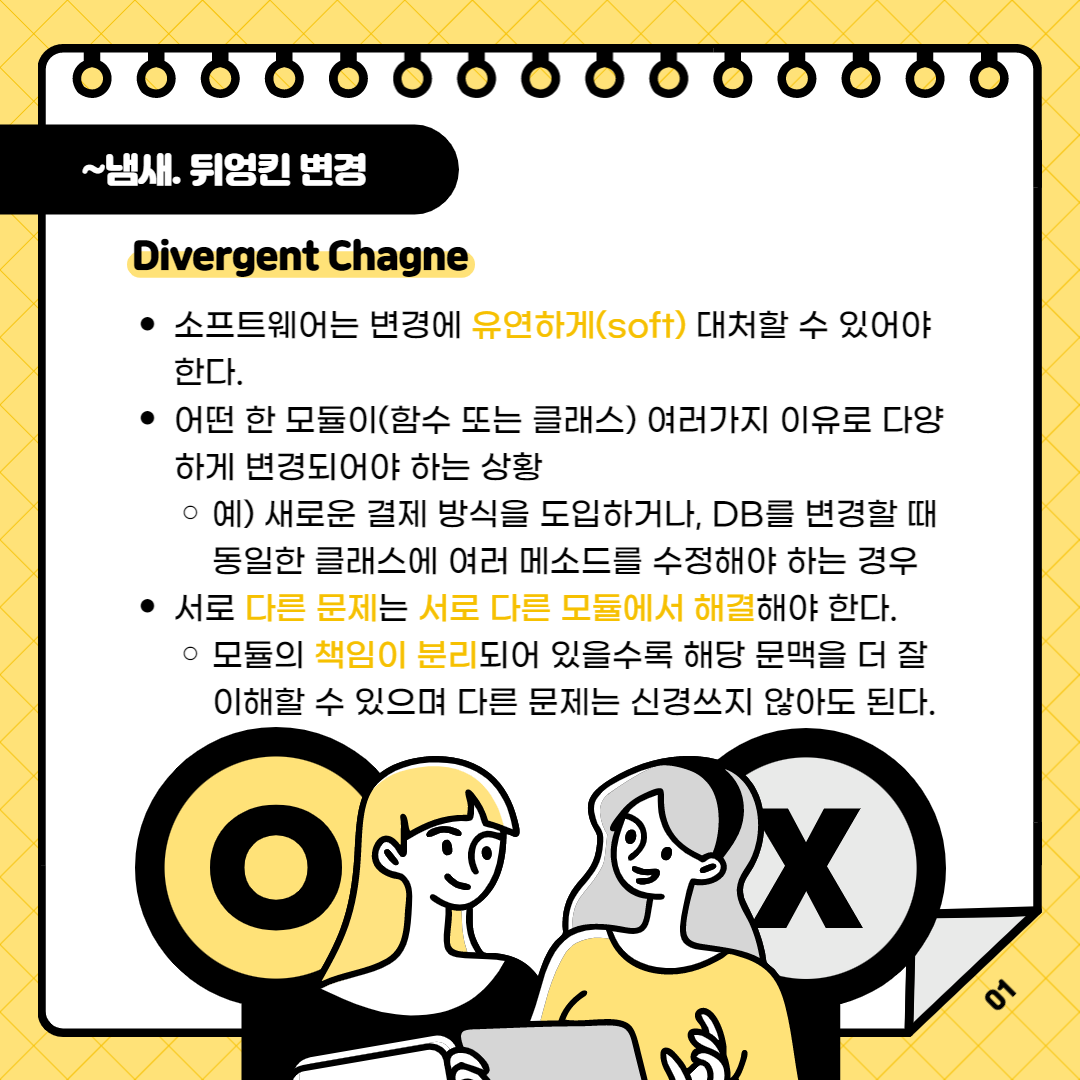 ~냄새. 뒤엉킨 변경
Divergent Chagne
• 소프트웨어는 변경에 유연하게(soft) 대처할 수 있어야
한다.
• 어떤 한 모듈이(함수 또는 클래스) 여러가지 이유로 다양
하게 변경되어야 하는 상황
○ 예) 새로운 결제 방식을 도입하거나, DB를 변경할 때
동일한 클래스에 여러 메소드를 수정해야 하는 경우
• 서로 다른 문제는 서로 다른 모듈에서 해결해야 한다.
○ 모듈의 책임이 분리되어 있을수록 해당 문맥을 더 잘
이해할 수 있으며 다른 문제는 신경쓰지 않아도 된다.
O
X
01